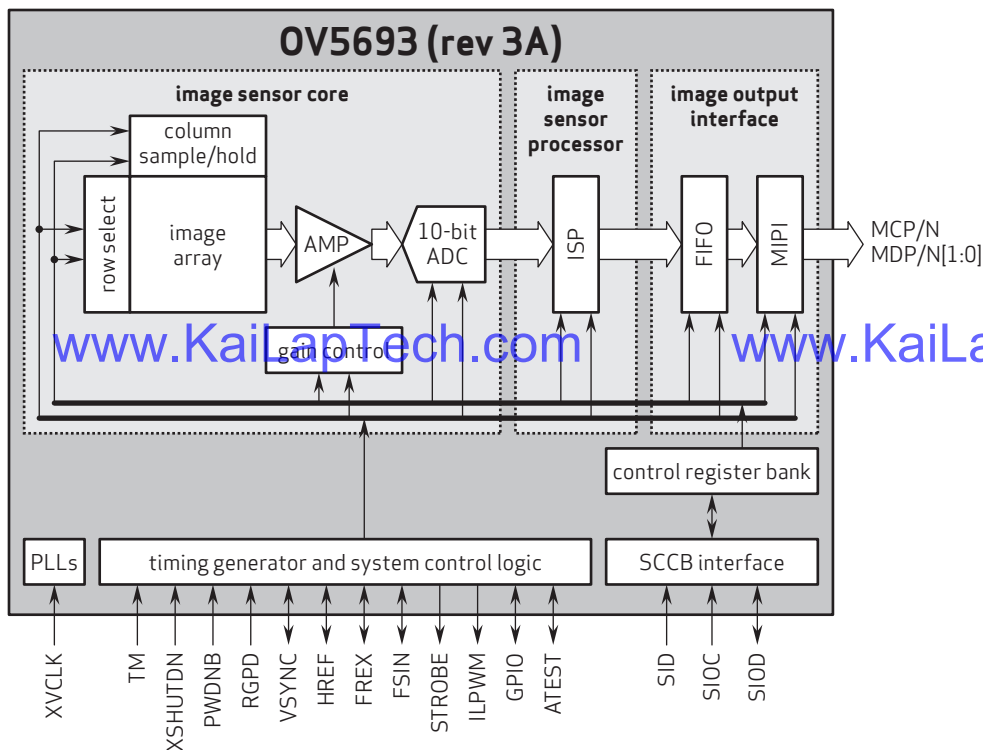 OV5693 (rev 3A)
image sensor core
image
sensor
processor
image output
interface
column
sample/hold
row select
image
array
AMP
10-bit
ADC
ISP
FIFO
MIPI
MCP/N
MDP/N[1:0]
gain control
www.KaiLapTech.com
www.KaiLa
control register bank
PLLs
timing generator and system control logic
SCCB interface
XVCLK
TM
XSHUTDN
PWDNB
RGPD
VSYNC
HREF
FREX
FSIN
STROBE
ILPWM
GPIO
ATEST
SID
SIOC
SIOD